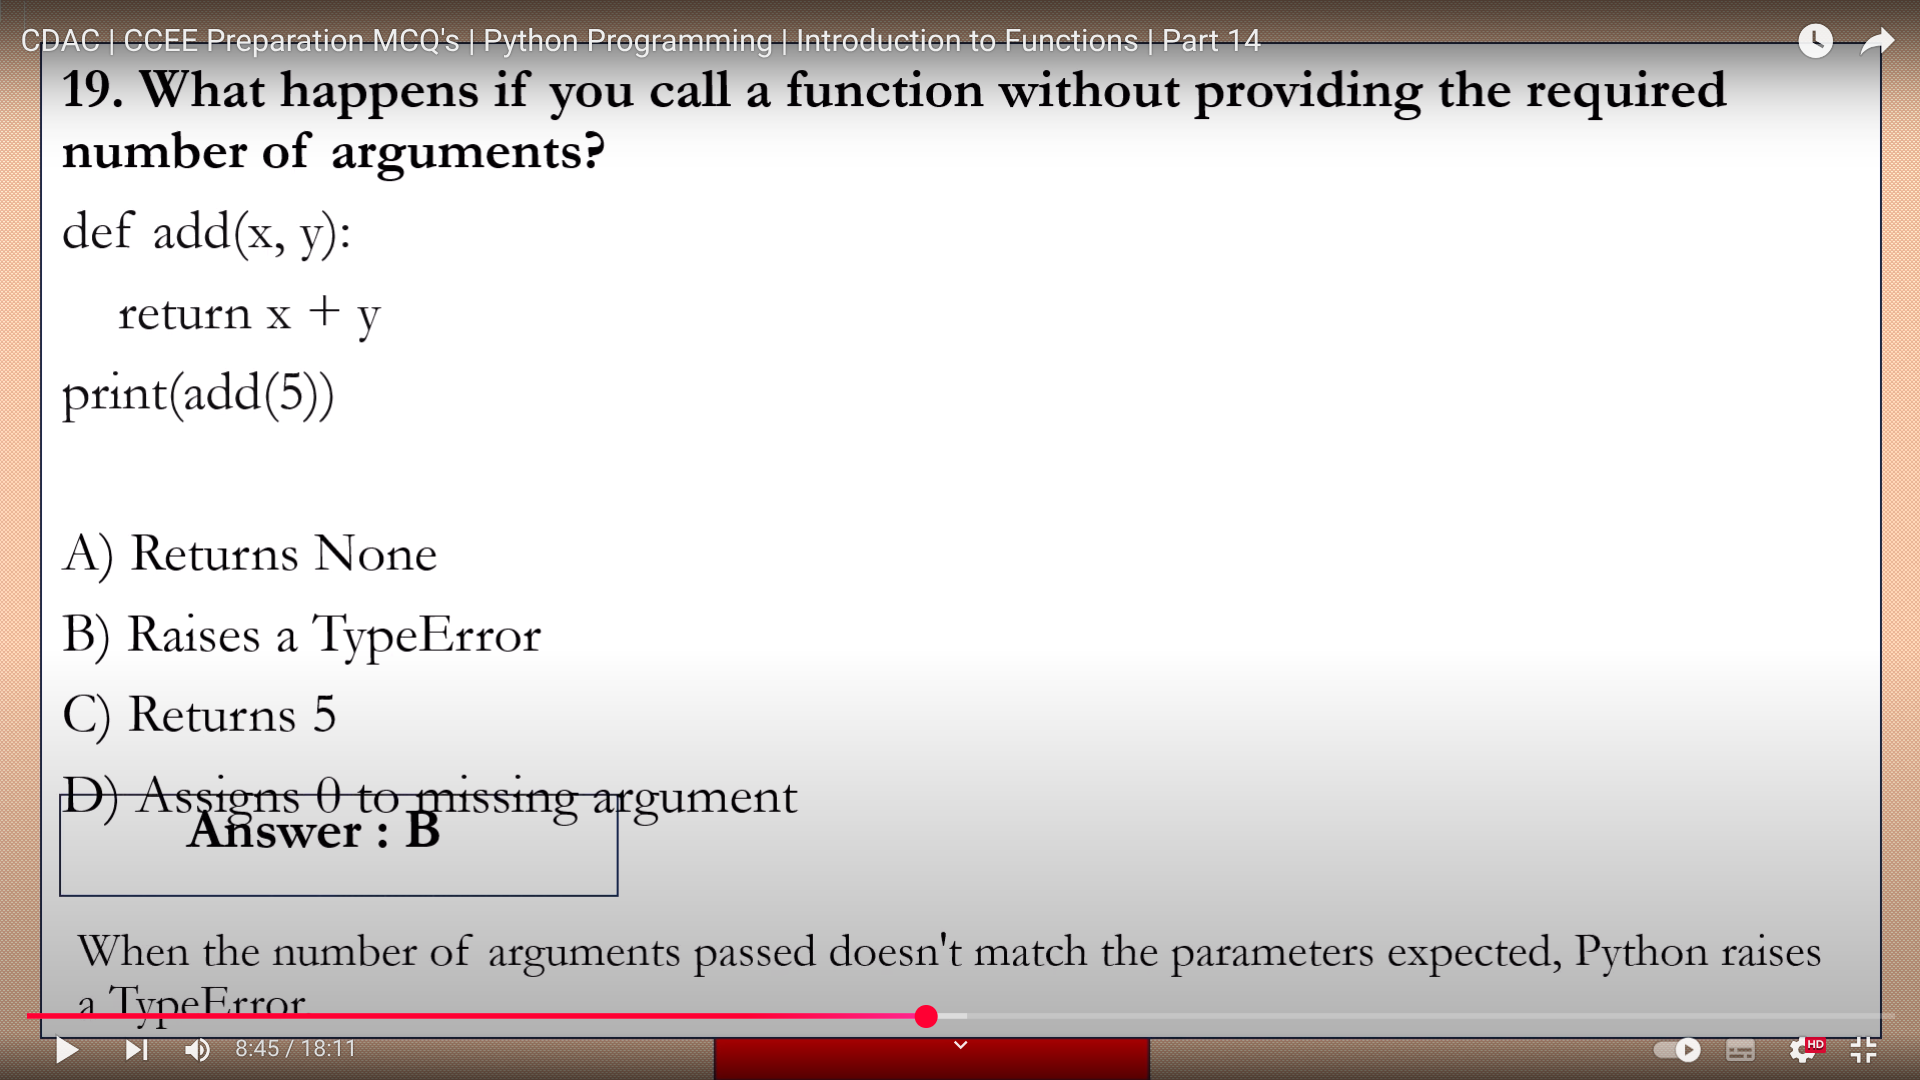 CDAC | CCEE Preparation MCQ's | Python Programming | Introduction to Functions | Part 14
19. What happens if you call a function without providing the required
number of arguments?
def add(x, y):
return x + y
print(add(5))
A) Returns None
B) Raises a TypeError
C) Returns 5
D) Assigns 0 to missing argument
Answer : B
When the number of arguments passed doesn't match the parameters expected, Python raises
a TypeError
8:45 / 18:11
HD